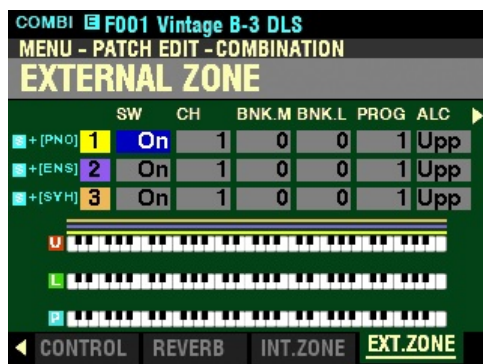 COMBI E F001 Vintage B-3 DLS
MENU - PATCH EDIT - COMBINATION
EXTERNAL ZONE
SW CH BNK.M BNK.L PROG ALC
S +[PNO] 1 On 1 0 0 1 Upp
S +[ENS] 2 On 1 0 0 1 Upp
S +[SYH] 3 On 1 0 0 1 Upp
U
L
P
CONTROL REVERB INT.ZONE EXT.ZONE